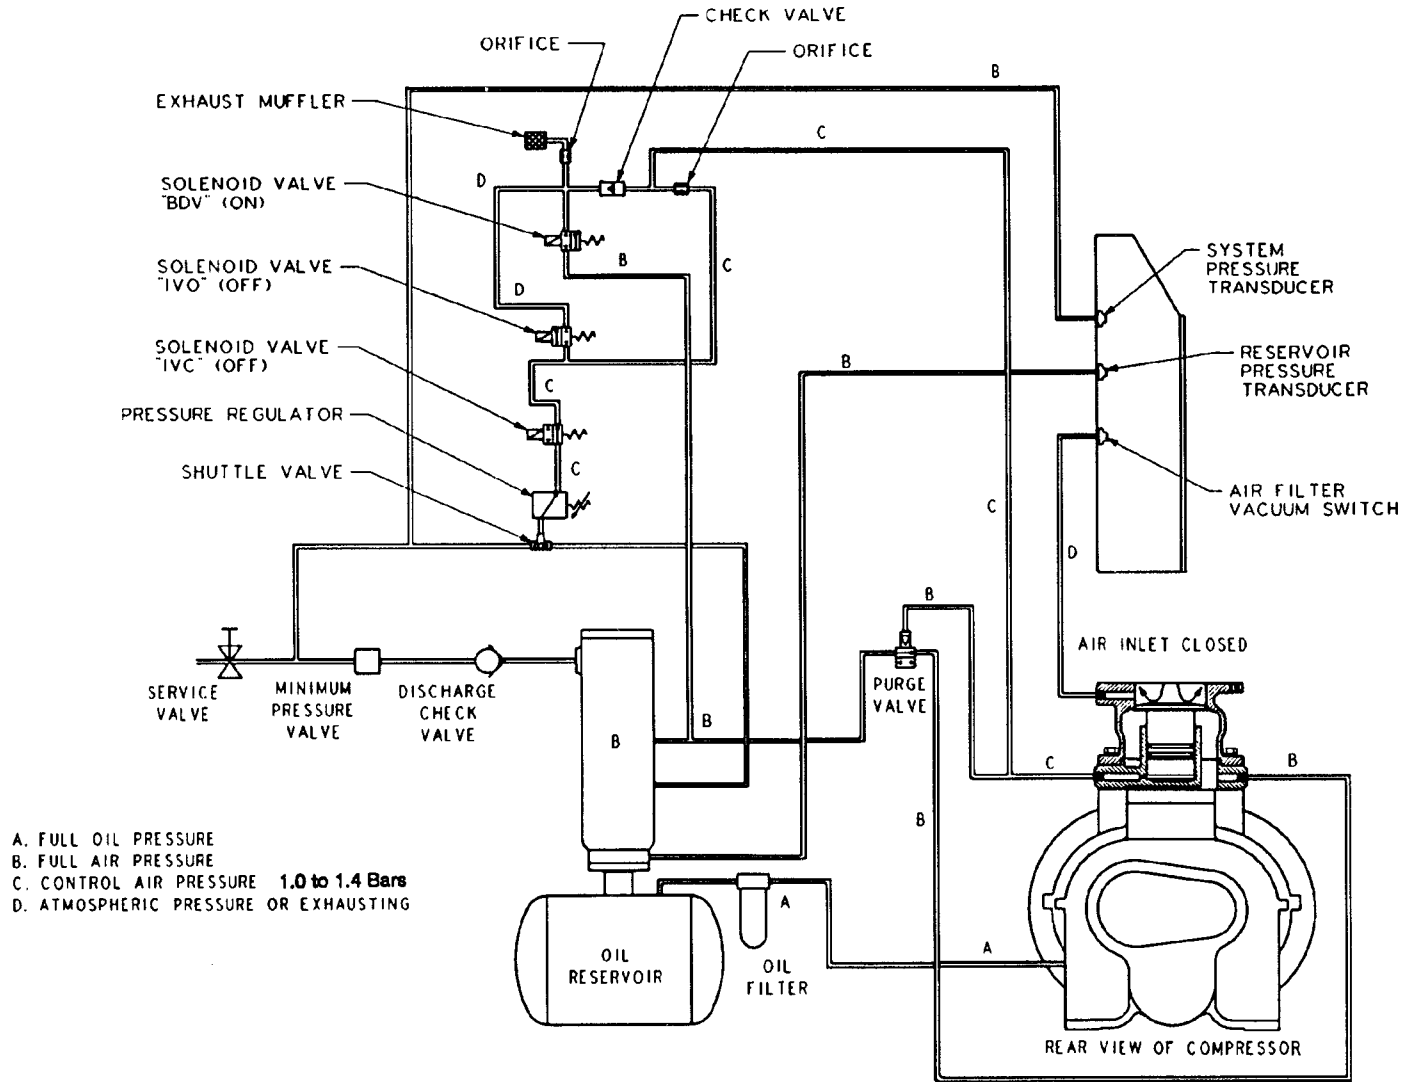 CHECK VALVE
ORIFICE
ORIFICE
B
EXHAUST MUFFLER
C
SOLENOID VALVE
"BDV" (ON)
D
SYSTEM
PRESSURE
TRANSDUCER
B
C
SOLENOID VALVE
"IVO" (OFF)
D
SOLENOID VALVE
"IVC" (OFF)
B
RESERVOIR
PRESSURE
TRANSDUCER
C
PRESSURE REGULATOR
SHUTTLE VALVE
C
AIR FILTER
VACUUM SWITCH
C
D
B
AIR INLET CLOSED
SERVICE
VALVE
MINIMUM
PRESSURE
VALVE
DISCHARGE
CHECK
VALVE
PURGE
VALVE
B
B
C
B
B
A. FULL OIL PRESSURE
B. FULL AIR PRESSURE
C. CONTROL AIR PRESSURE 1.0 to 1.4 Bars
D. ATMOSPHERIC PRESSURE OR EXHAUSTING
A
OIL
RESERVOIR
OIL
FILTER
A
REAR VIEW OF COMPRESSOR